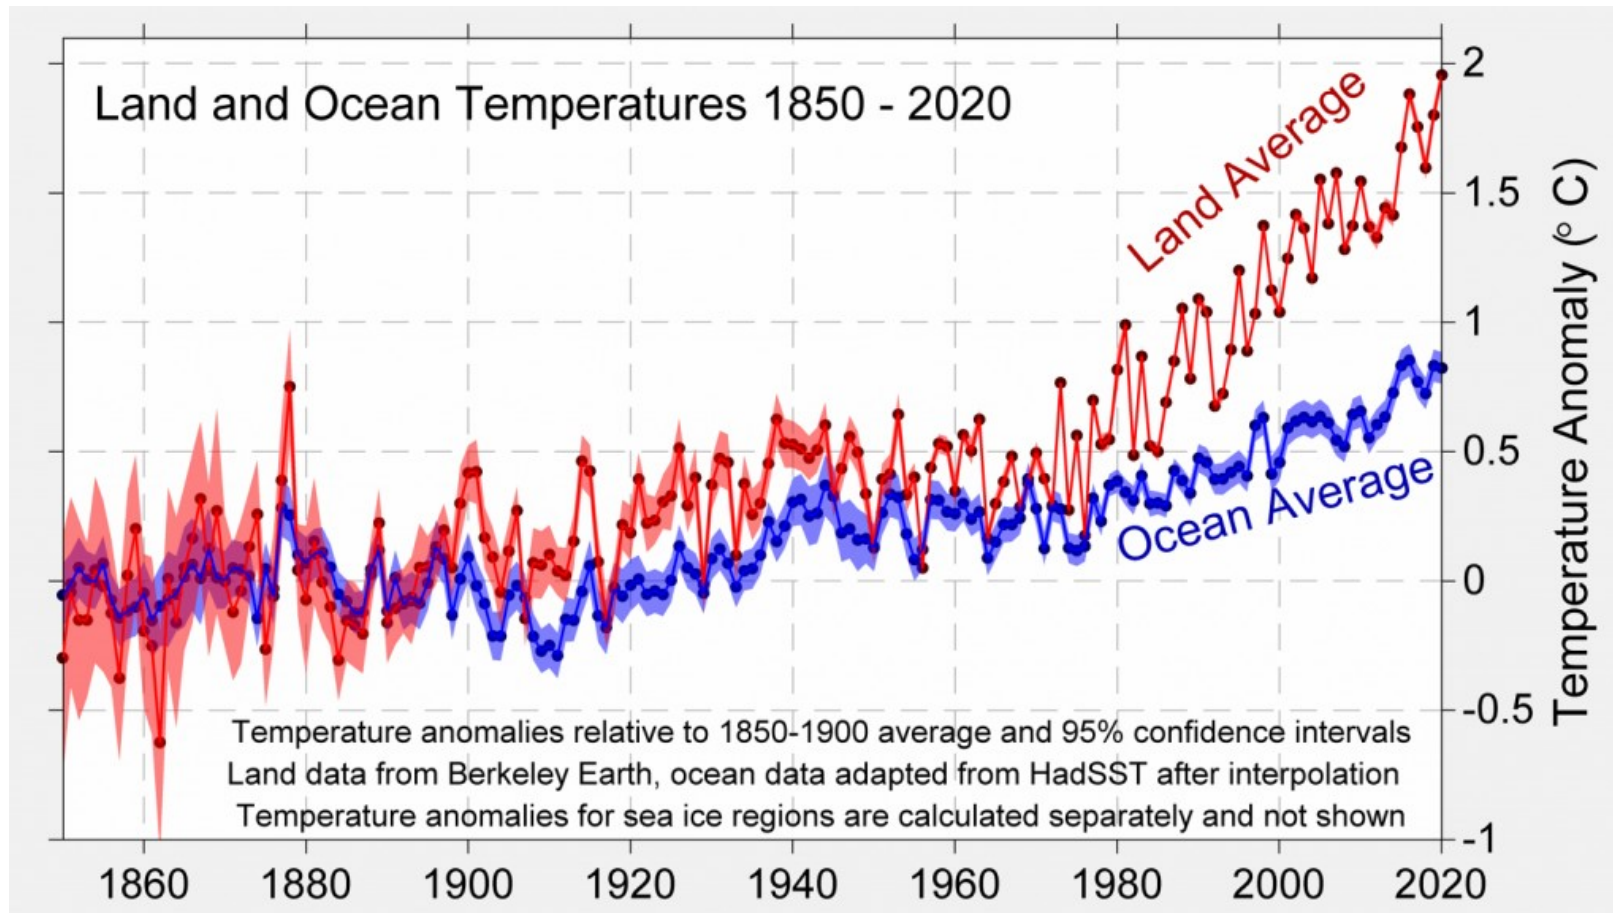 Land and Ocean Temperatures 1850 - 2020
Land Average
Ocean Average
Temperature anomalies relative to 1850-1900 average and 95% confidence intervals
Land data from Berkeley Earth, ocean data adapted from HadSST after interpolation
Temperature anomalies for sea ice regions are calculated separately and not shown
2
1.5
1
0.5
0
-0.5
-1
Temperature Anomaly (° C)
1860 1880 1900 1920 1940 1960 1980 2000 2020